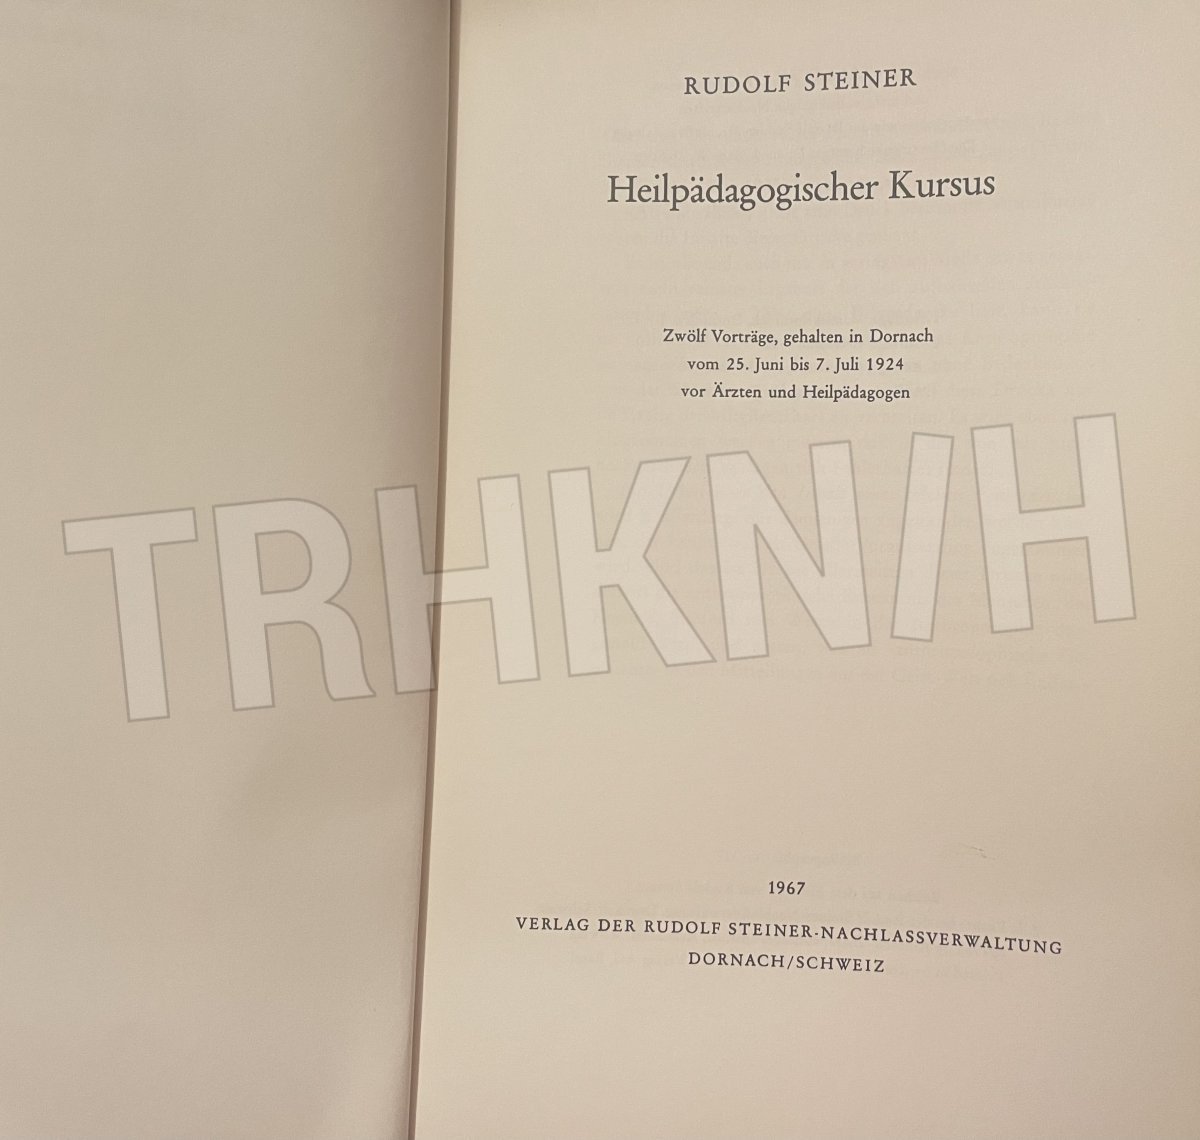 RUDOLF STEINER
Heilpädagogischer Kursus
Zwölf Vorträge, gehalten in Dornach
vom 25. Juni bis 7. Juli 1924
vor Ärzten und Heilpädagogen
TRHKN/H
1967
VERLAG DER RUDOLF STEINER-NACHLASSVERWALTUNG
DORNACH/SCHWEIZ